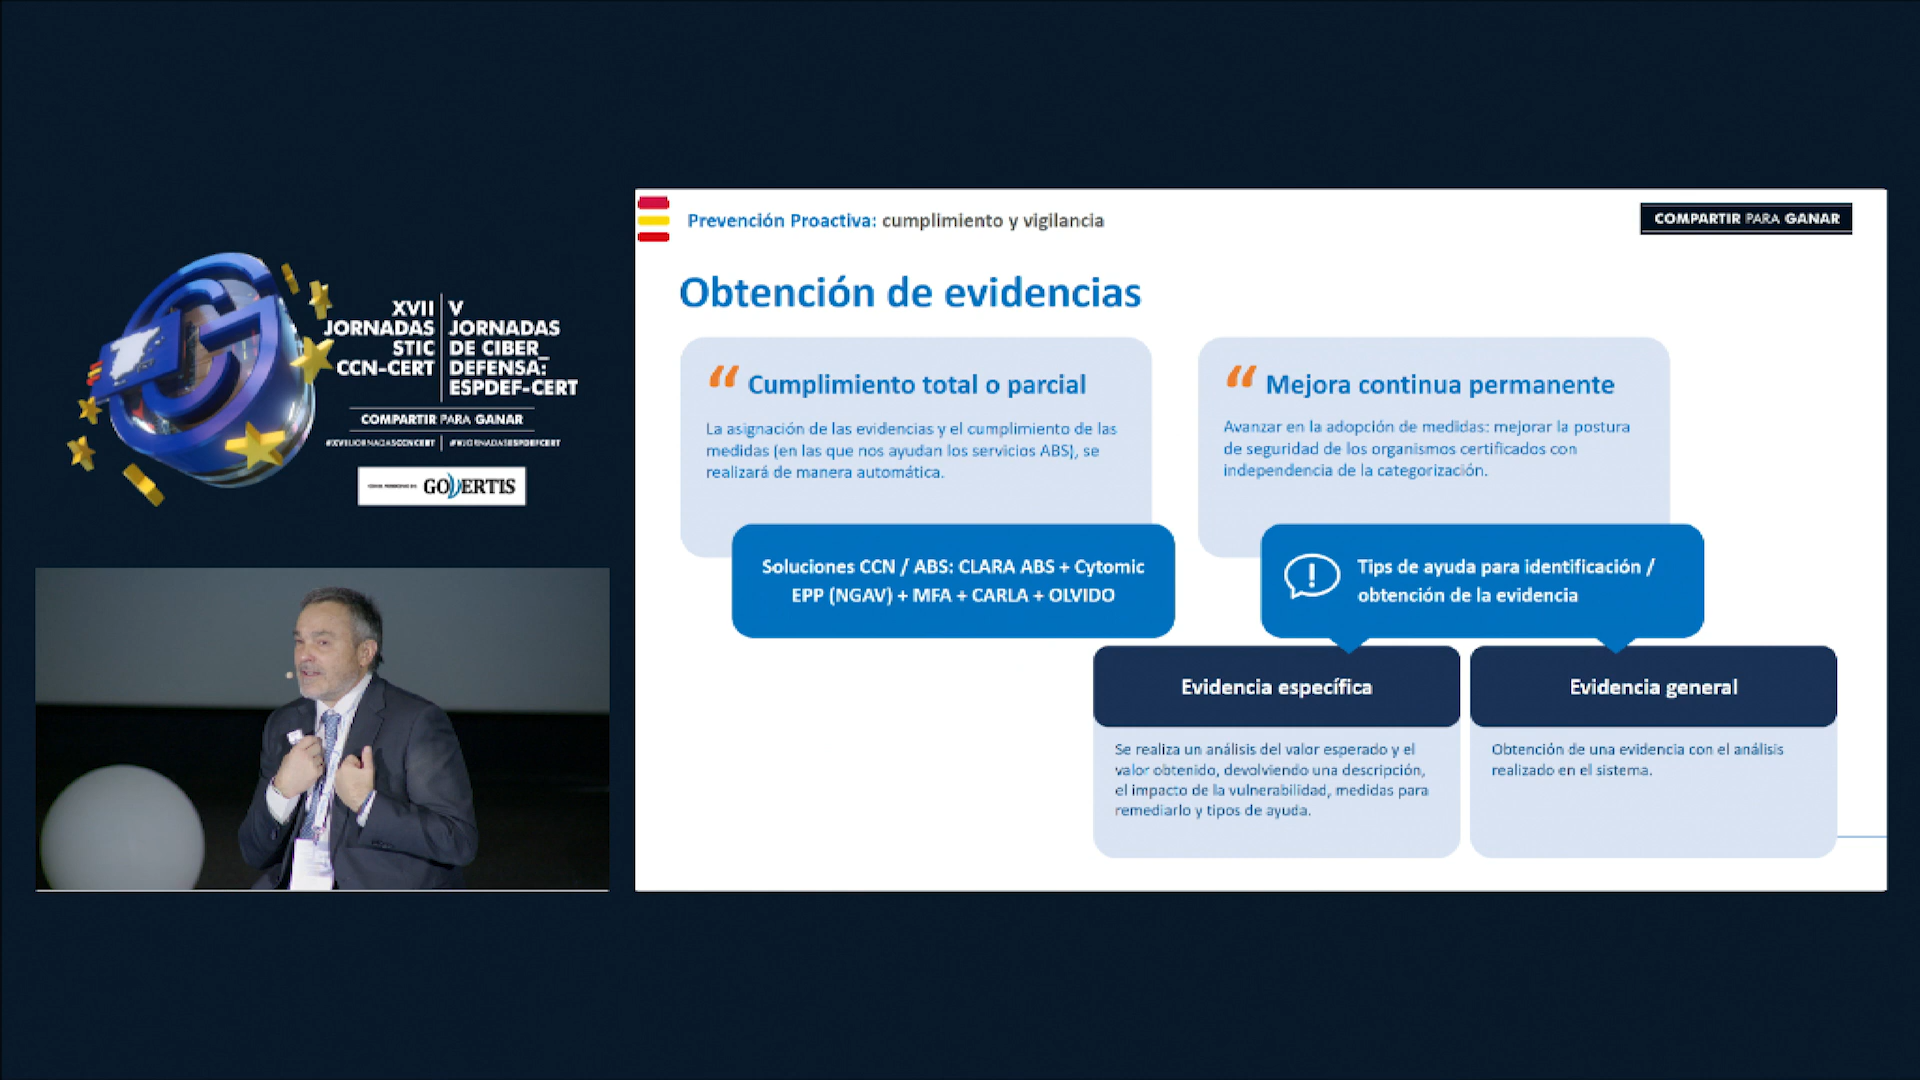 XVII
JORNADAS
STIC
CCN-CERT
V
JORNADAS
DE CIBER_
DEFENSA:
ESPDEF-CERT
COMPARTIR PARA GANAR
#XVIIJORNADASCCNCERT
#VJORNADASESPDEFCERT
GOVERTIS
Prevención Proactiva: cumplimiento y vigilancia
COMPARTIR PARA GANAR
Obtención de evidencias
“ Cumplimiento total o parcial
La asignación de las evidencias y el cumplimiento de las
medidas (en las que nos ayudan los servicios ABS), se
realizará de manera automática.
Soluciones CCN / ABS: CLARA ABS + Cytomic
EPP (NGAV) + MFA + CARLA + OLVIDO
“ Mejora continua permanente
Avanzar en la adopción de medidas: mejorar la postura
de seguridad de los organismos certificados con
independencia de la categorización.
Tips de ayuda para identificación /
obtención de la evidencia
Evidencia específica
Se realiza un análisis del valor esperado y el
valor obtenido, devolviendo una descripción,
el impacto de la vulnerabilidad, medidas para
remediarlo y tipos de ayuda.
Evidencia general
Obtención de una evidencia con el análisis
realizado en el sistema.